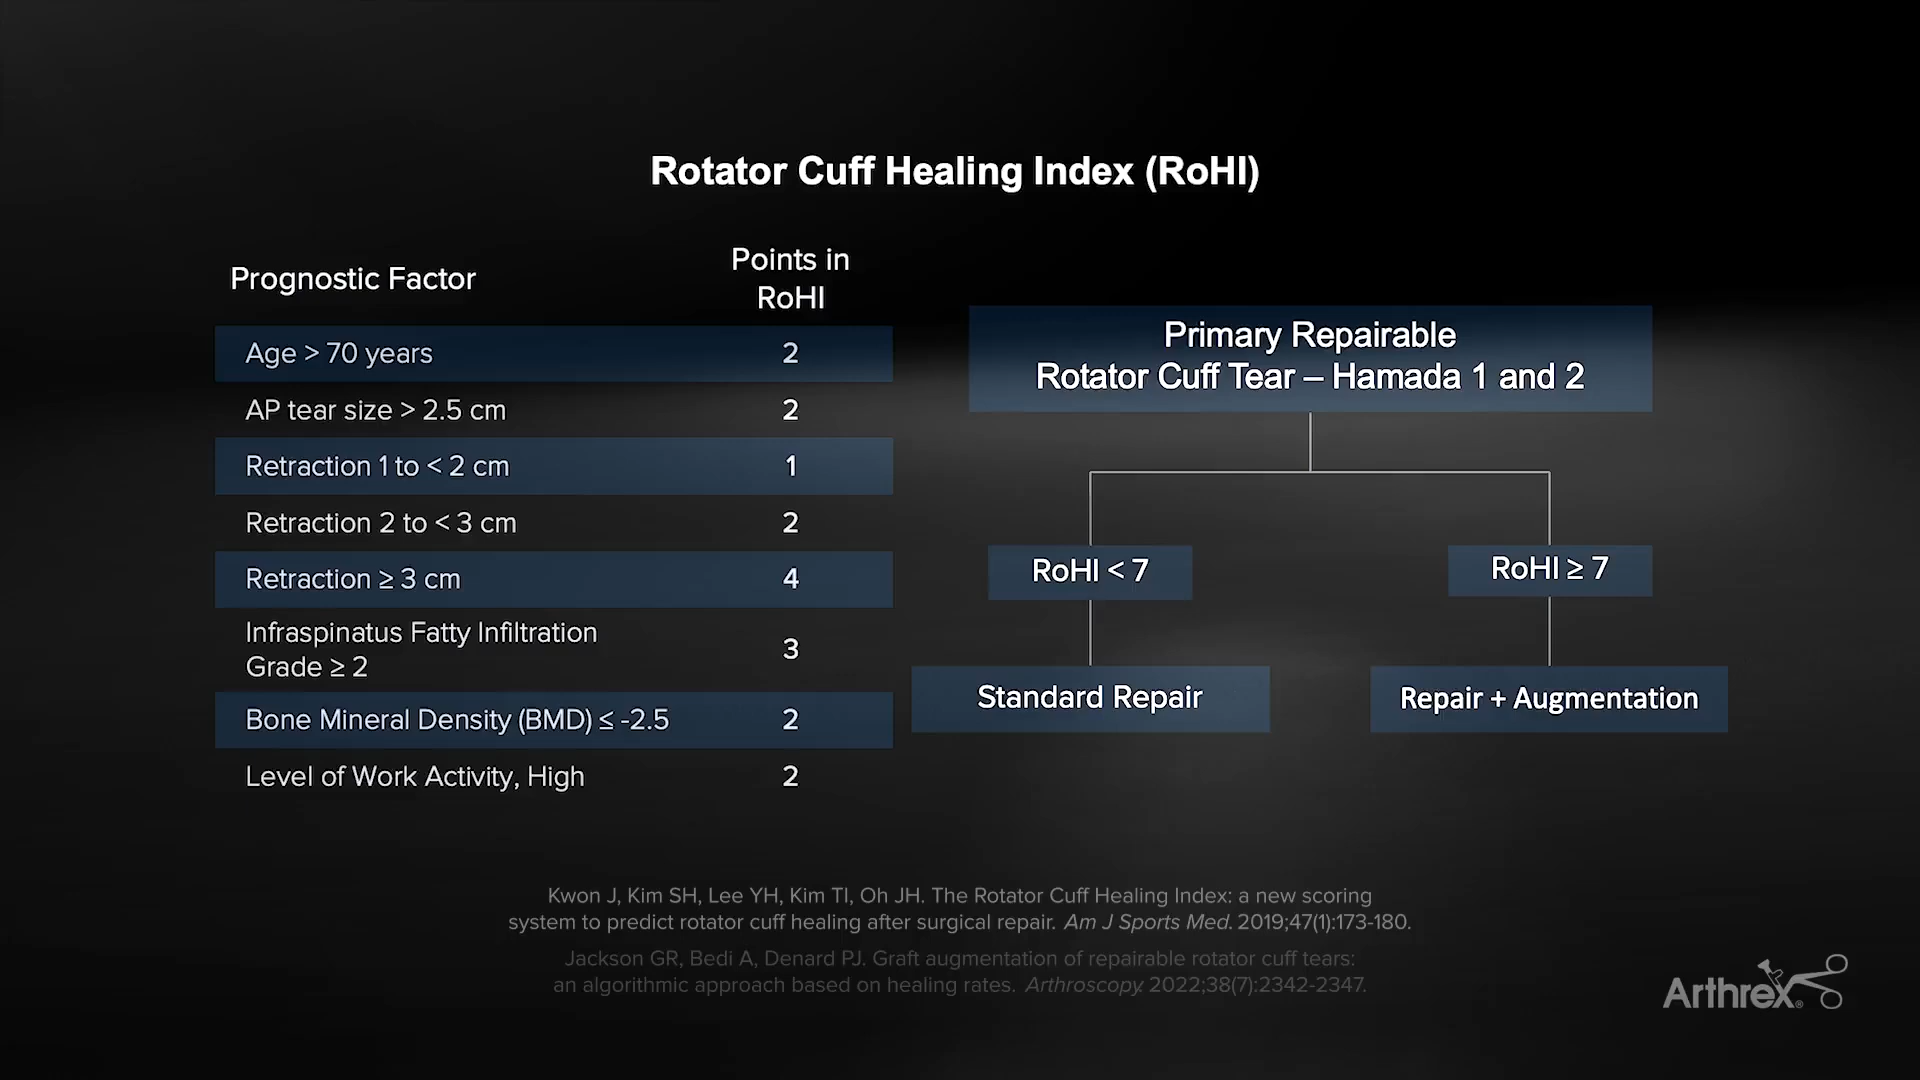 Rotator Cuff Healing Index (RoHI)
Prognostic Factor
Points in
RoHI
Age > 70 years 2
AP tear size > 2.5 cm 2
Retraction 1 to < 2 cm 1
Retraction 2 to < 3 cm 2
Retraction ≥ 3 cm 4
Infraspinatus Fatty Infiltration
Grade ≥ 2 3
Bone Mineral Density (BMD) ≤ -2.5 2
Level of Work Activity, High 2
Primary Repairable
Rotator Cuff Tear – Hamada 1 and 2
RoHI < 7
RoHI ≥ 7
Standard Repair
Repair + Augmentation
Kwon J, Kim SH, Lee YH, Kim TI, Oh JH. The Rotator Cuff Healing Index: a new scoring
system to predict rotator cuff healing after surgical repair. Am J Sports Med. 2019;47(1):173-180.
Jackson GR, Bedi A, Denard PJ. Graft augmentation of repairable rotator cuff tears:
an algorithmic approach based on healing rates. Arthroscopy. 2022;38(7):2342-2347.
Arthrex®